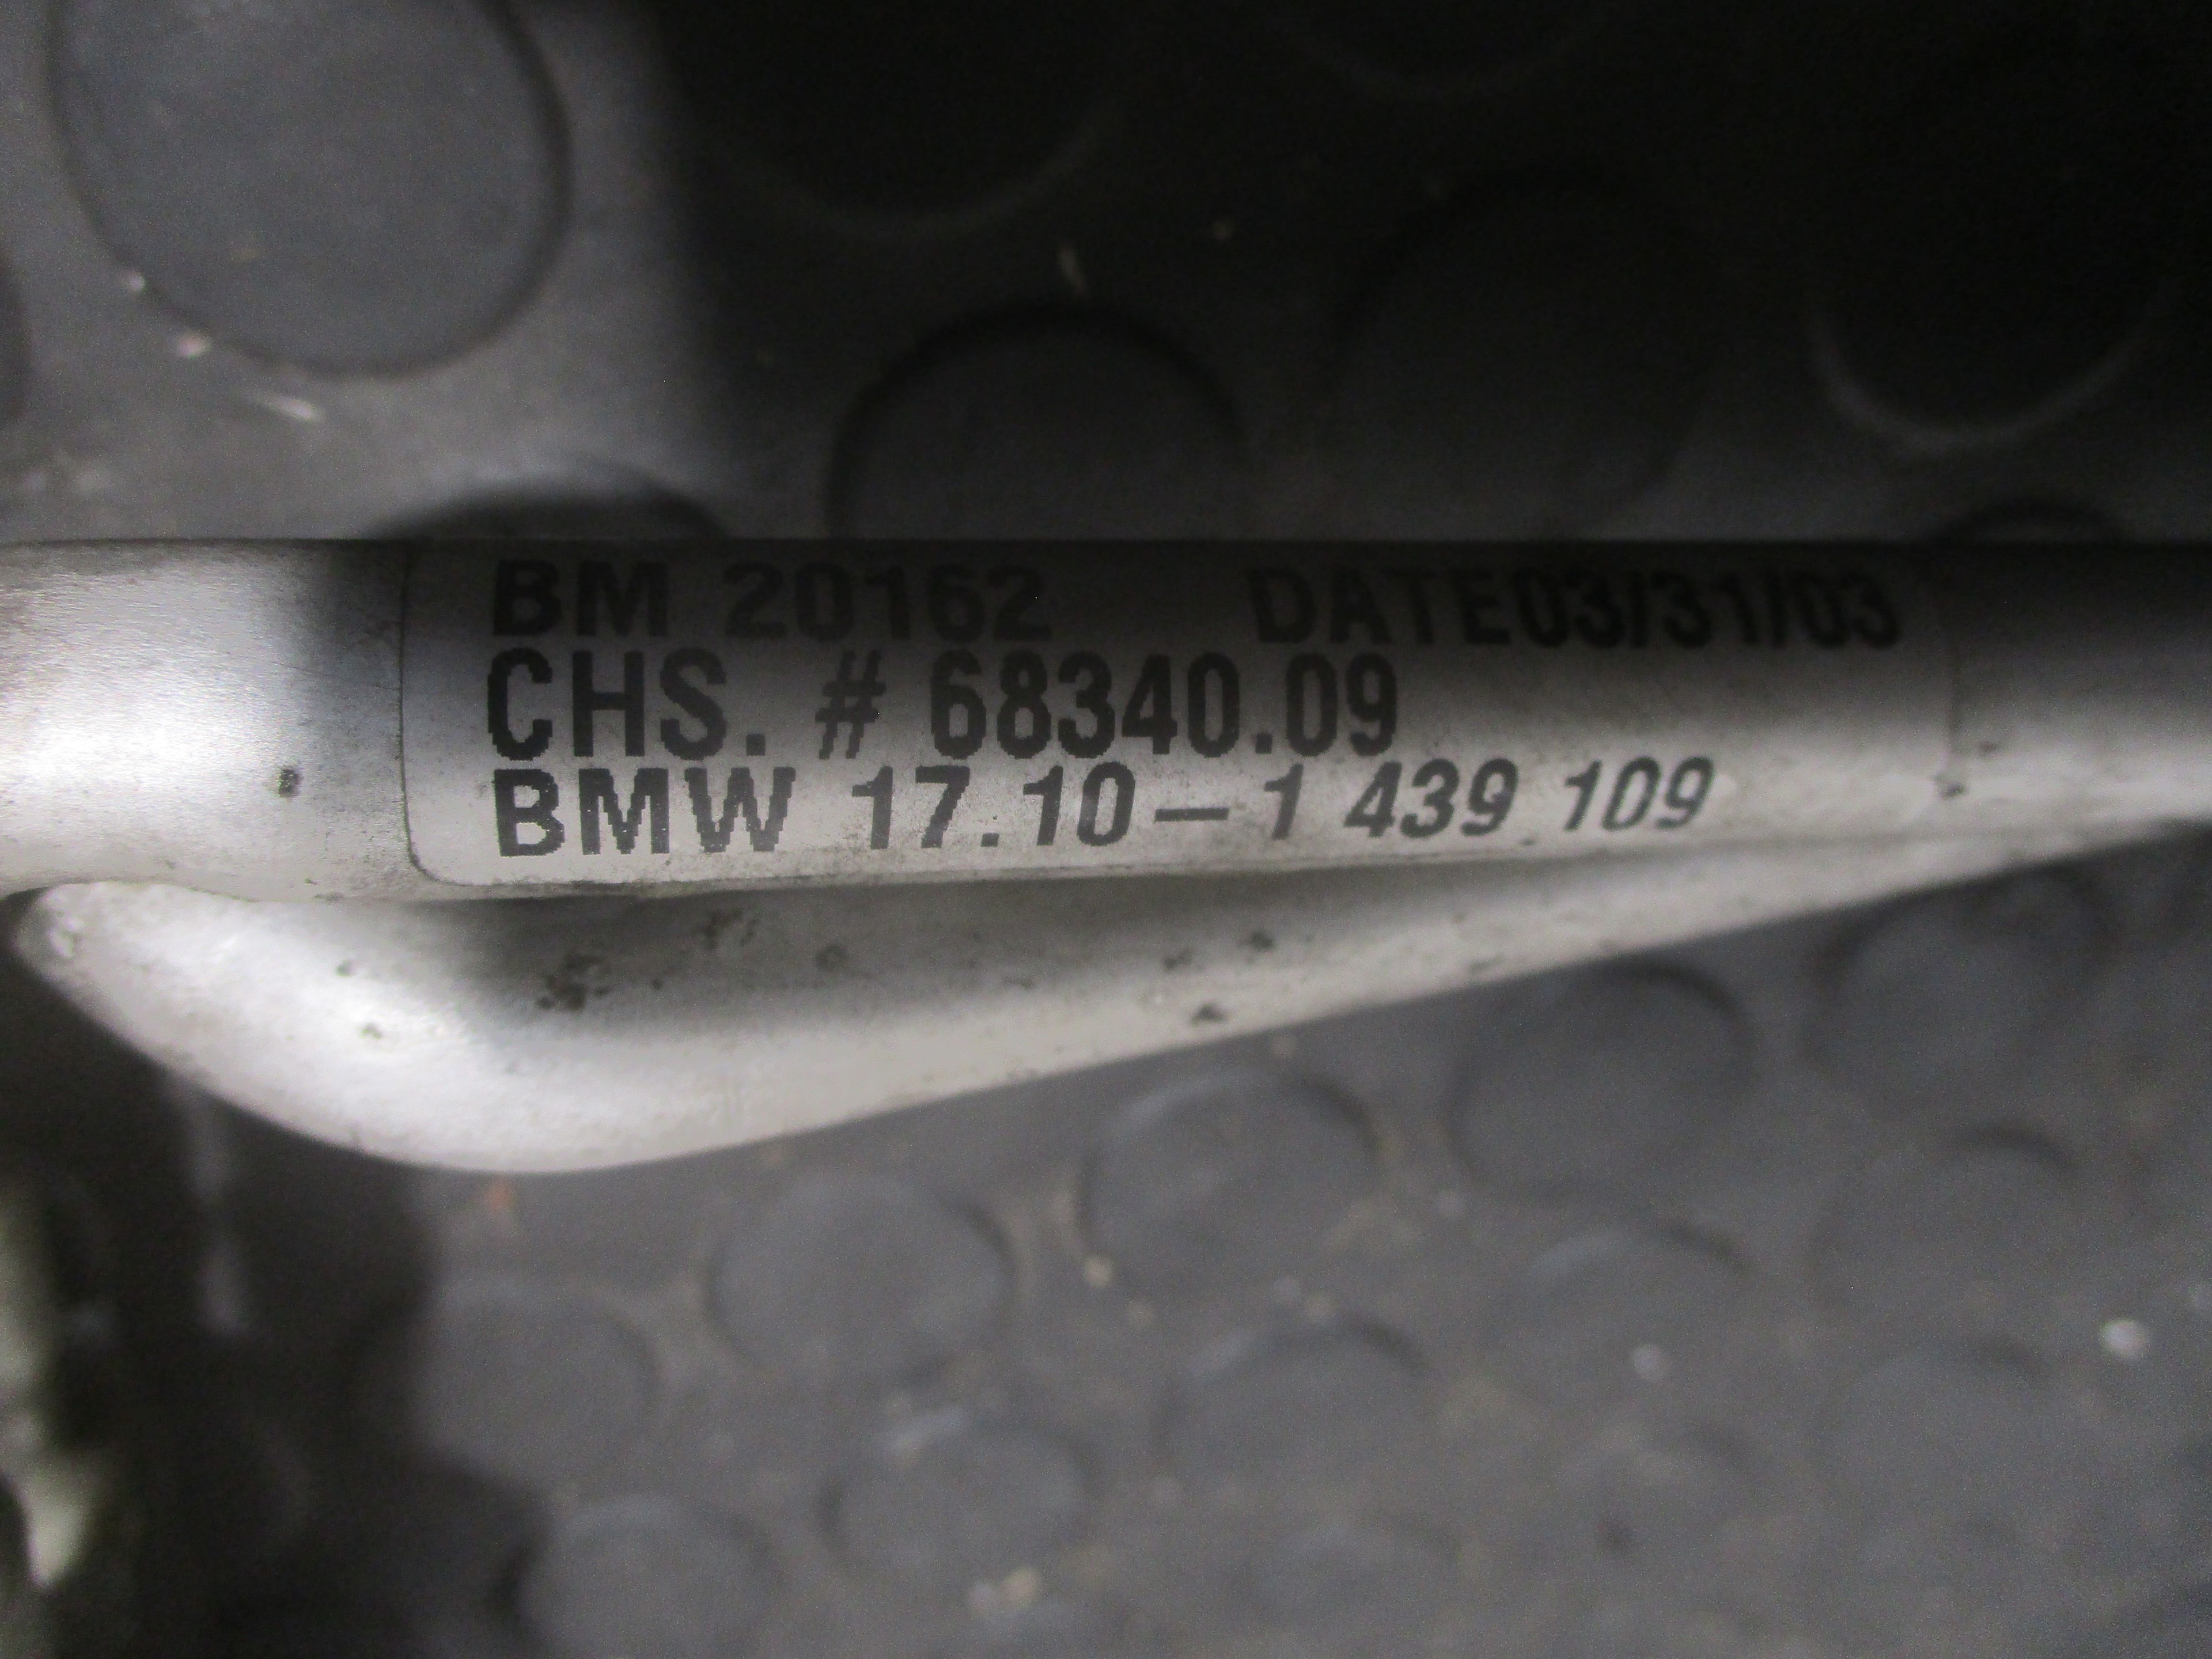 BM 20162 DATE03/31/03
CHS. # 68340.09
BMW 17.10-1 439 109